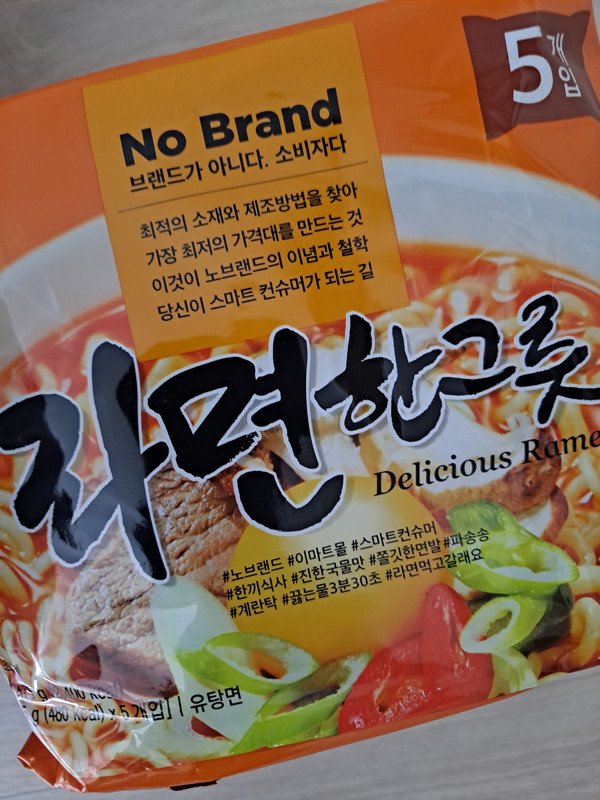 5개입
No Brand
브랜드가 아니다. 소비자다
최적의 소재와 제조방법을 찾아
가장 최저의 가격대를 만드는 것
이것이 노브랜드의 이념과 철학
당신이 스마트 컨슈머가 되는 길
라면한그릇
Delicious Rame
#노브랜드 #이마트몰 #스마트컨슈머
#한끼식사 #진한국물맛 #쫄깃한면발 #파송송
#계란탁 #끓는물3분30초 #라면먹고갈래요
g (480 kcal) x 5개입] | 유탕면